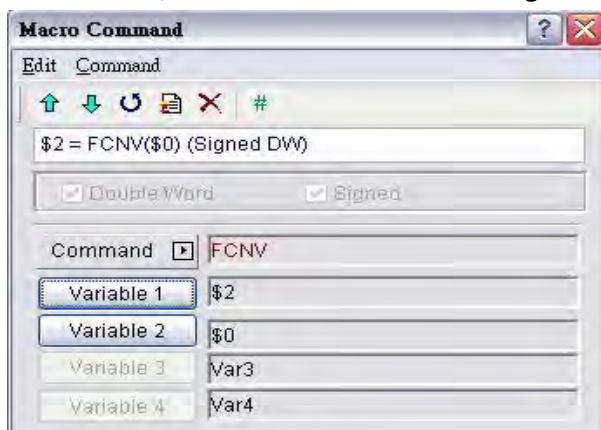 Macro Command
Edit Command
#
$2 = FCNV($0) (Signed DW)
Double Word Signed
Command FCNV
Variable 1 $2
Variable 2 $0
Variable 3 Var3
Variable 4 Var4